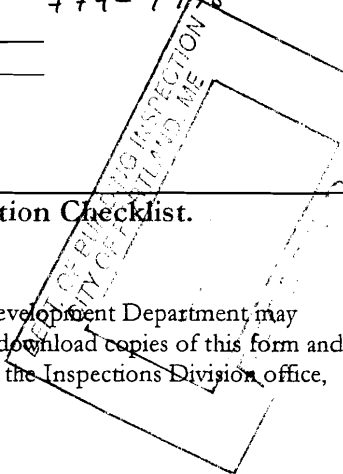 DEPT. OF BUILDING INSPECTION
CITY OF PORTLAND, ME
tion Checklist.
evelopment Department may
download copies of this form and
the Inspections Division office,